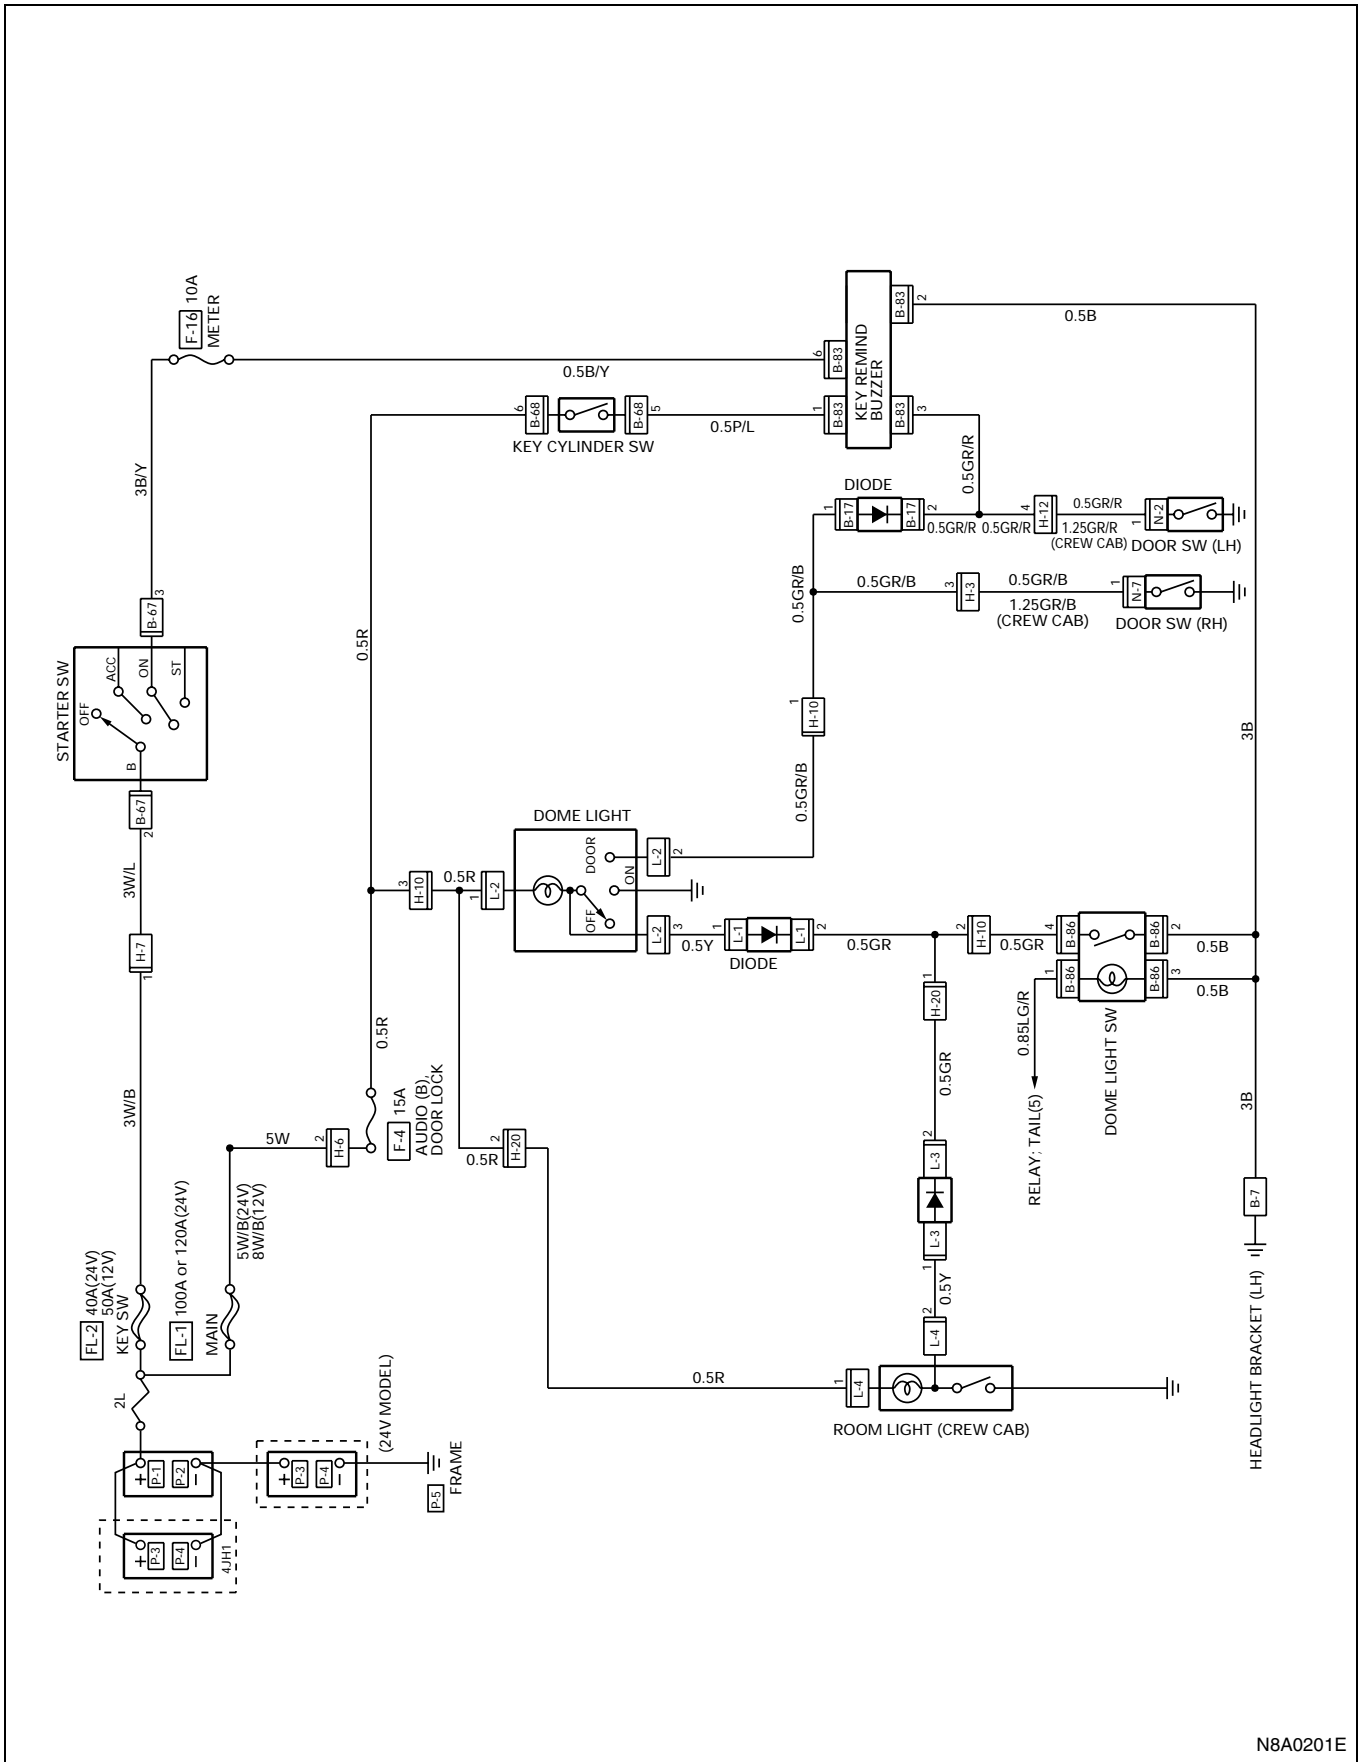 F-16 10A
METER
0.5B/Y
6
B-83
KEY REMIND
BUZZER
B-83
2
0.5B
6
B-68
B-68
5
KEY CYLINDER SW
0.5P/L
1
B-83
B-83
3
3B/Y
0.5GR/R
DIODE
1
B-17
B-17
2
0.5GR/R
0.5GR/R
4
H-12
0.5GR/R
1.25GR/R
(CREW CAB)
1
N-2
DOOR SW (LH)
0.5GR/B
0.5GR/B
3
H-3
0.5GR/B
1.25GR/B
(CREW CAB)
1
N-7
DOOR SW (RH)
3
B-67
STARTER SW
OFF
ACC
ON
ST
B
B-67
2
0.5R
1
H-10
3B
0.5GR/B
3W/L
DOME LIGHT
DOOR
ON
OFF
L-2
2
3
H-10
0.5R
1
L-2
L-2
3
0.5Y
1
L-1
L-1
2
DIODE
0.5GR
2
H-10
0.5GR
4
B-86
B-86
2
0.5B
1
B-86
B-86
3
0.5B
DOME LIGHT SW
0.85LG/R
RELAY; TAIL(5)
H-7
1
1
H-20
0.5GR
0.5R
3W/B
5W
2
H-6
F-4 15A
AUDIO (B),
DOOR LOCK
2
H-20
0.5R
2
L-3
L-3
1
0.5Y
2
L-4
3B
B-7
HEADLIGHT BRACKET (LH)
FL-2 40A(24V)
50A(12V)
KEY SW
FL-1 100A or 120A(24V)
MAIN
5W/B(24V)
8W/B(12V)
2L
0.5R
1
L-4
ROOM LIGHT (CREW CAB)
+ P-1 P-2 −
+ P-3 P-4 −
(24V MODEL)
P-5 FRAME
+ P-3 P-4 −
4JH1
N8A0201E